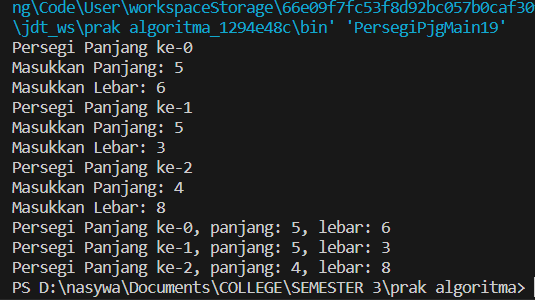 ng\Code\User\workspaceStorage\66e09f7fc53f8d92bc057b0caf30
\jdt_ws\prak algoritma_1294e48c\bin' 'PersegiPjgMain19'
Persegi Panjang ke-0
Masukkan Panjang: 5
Masukkan Lebar: 6
Persegi Panjang ke-1
Masukkan Panjang: 5
Masukkan Lebar: 3
Persegi Panjang ke-2
Masukkan Panjang: 4
Masukkan Lebar: 8
Persegi Panjang ke-0, panjang: 5, lebar: 6
Persegi Panjang ke-1, panjang: 5, lebar: 3
Persegi Panjang ke-2, panjang: 4, lebar: 8
PS D:\nasywa\Documents\COLLEGE\SEMESTER 3\prak algoritma>